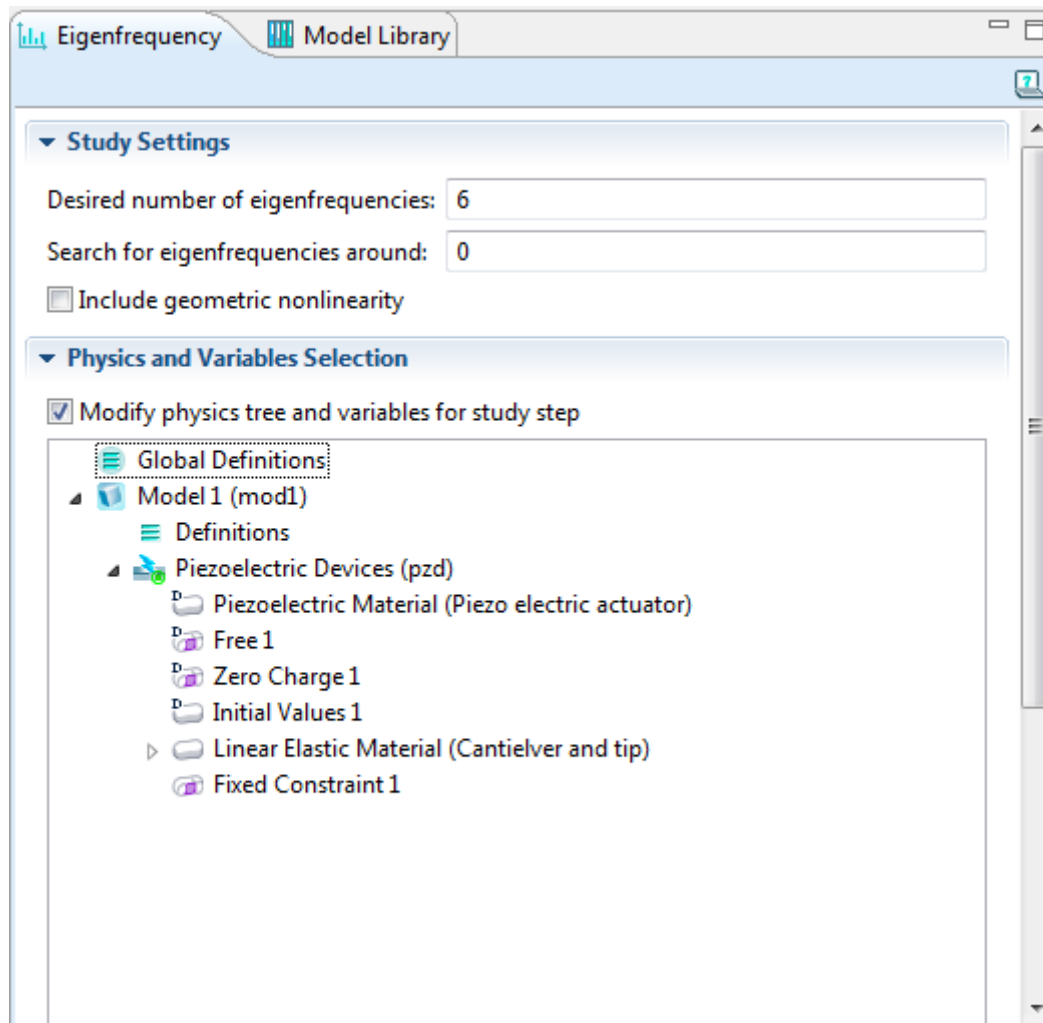 Eigenfrequency Model Library
Study Settings
Desired number of eigenfrequencies: 6
Search for eigenfrequencies around: 0
Include geometric nonlinearity
Physics and Variables Selection
Modify physics tree and variables for study step
Global Definitions
Model 1 (mod1)
Definitions
Piezoelectric Devices (pzd)
D Piezoelectric Material (Piezo electric actuator)
D Free 1
D Zero Charge 1
D Initial Values 1
Linear Elastic Material (Cantielver and tip)
Fixed Constraint 1